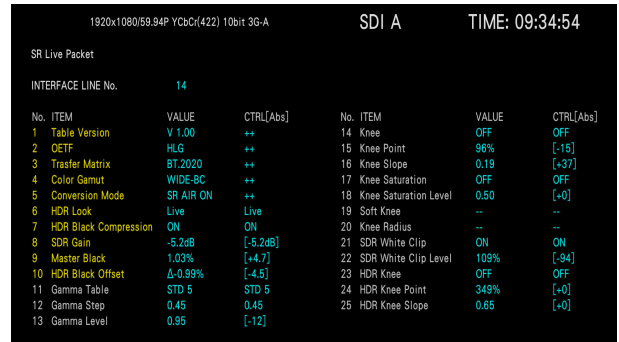 1920x1080/59.94P YCbCr(422) 10bit 3G-A SDI A TIME: 09:34:54
SR Live Packet
INTERFACE LINE No. 14
No. ITEM VALUE CTRL[Abs] No. ITEM VALUE CTRL[Abs]
1 Table Version V 1.00 ++ 14 Knee OFF OFF
2 OETF HLG ++ 15 Knee Point 96% [-15]
3 Trasfer Matrix BT.2020 ++ 16 Knee Slope 0.19 [+37]
4 Color Gamut WIDE-BC ++ 17 Knee Saturation OFF OFF
5 Conversion Mode SR AIR ON ++ 18 Knee Saturation Level 0.50 [+0]
6 HDR Look Live Live 19 Soft Knee -- --
7 HDR Black Compression ON ON 20 Knee Radius -- --
8 SDR Gain -5.2dB [-5.2dB] 21 SDR White Clip ON ON
9 Master Black 1.03% [+4.7] 22 SDR White Clip Level 109% [-94]
10 HDR Black Offset Δ-0.99% [-4.5] 23 HDR Knee OFF OFF
11 Gamma Table STD 5 STD 5 24 HDR Knee Point 349% [+0]
12 Gamma Step 0.45 0.45 25 HDR Knee Slope 0.65 [+0]
13 Gamma Level 0.95 [-12]